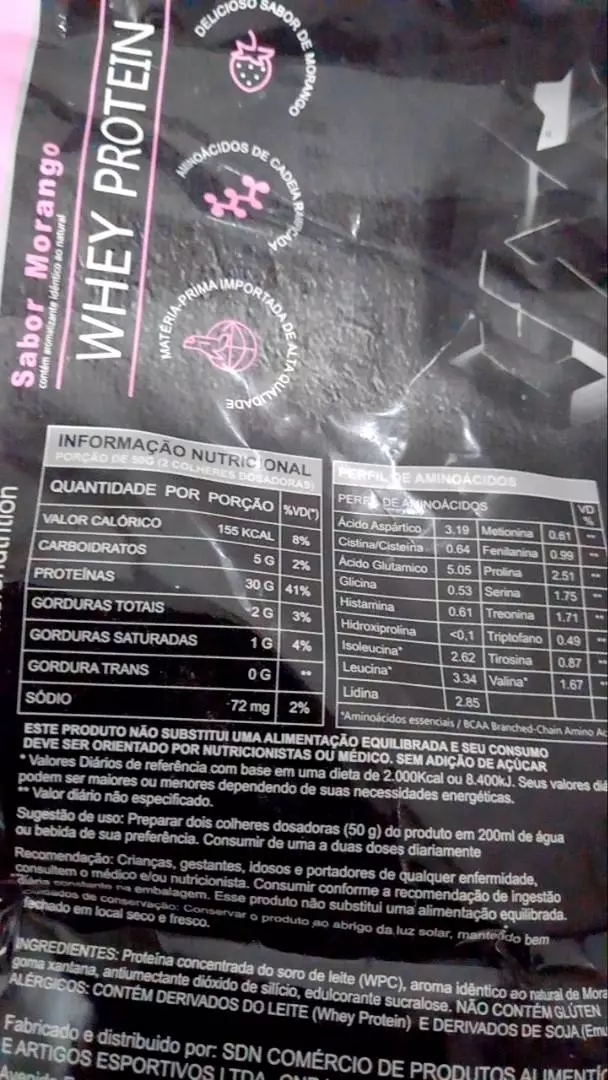 Sabor Morango
contém aromatizante idêntico ao natural
WHEY PROTEIN
DELICIOSO SABOR DE MORANGO
AMINOÁCIDOS DE CADEIA RAMIFICADA
MATÉRIA-PRIMA IMPORTADA DE ALTA QUALIDADE
INFORMAÇÃO NUTRICIONAL
PORÇÃO DE 50G (2 COLHERES DOSADORAS)
QUANTIDADE POR PORÇÃO %VD(*)
VALOR CALÓRICO 155 KCAL 8%
CARBOIDRATOS 5 G 2%
PROTEÍNAS 30 G 41%
GORDURAS TOTAIS 2 G 3%
GORDURAS SATURADAS 1 G 4%
GORDURA TRANS 0 G **
SÓDIO 72 mg 2%
PERFIL DE AMINOÁCIDOS
PERFIL DE AMINOÁCIDOS VD %
Ácido Aspártico 3.19 Metionina 0.61 **
Cistina/Cisteína 0.64 Fenilanina 0.99 **
Ácido Glutamico 5.05 Prolina 2.51 **
Glicina 0.53 Serina 1.75 **
Histamina 0.61 Treonina 1.71 **
Hidroxiprolina <0,1 Triptofano 0.49 **
Isoleucina* 2.62 Tirosina 0.87 **
Leucina* 3.34 Valina* 1.67 **
Lidina 2.85
*Aminoácidos essenciais / BCAA Branched-Chain Amino Ac
ESTE PRODUTO NÃO SUBSTITUI UMA ALIMENTAÇÃO EQUILIBRADA E SEU CONSUMO
DEVE SER ORIENTADO POR NUTRICIONISTAS OU MÉDICO. SEM ADIÇÃO DE AÇÚCAR
* Valores Diários de referência com base em uma dieta de 2.000Kcal ou 8.400kJ. Seus valores diá
podem ser maiores ou menores dependendo de suas necessidades energéticas.
** Valor diário não especificado.
Sugestão de uso: Preparar dois colheres dosadoras (50 g) do produto em 200ml de água
ou bebida de sua preferência. Consumir de uma a duas doses diariamente
Recomendação: Crianças, gestantes, idosos e portadores de qualquer enfermidade,
consultem o médico e/ou nutricionista. Consumir conforme a recomendação de ingestão
diária constante na embalagem. Esse produto não substitui uma alimentação equilibrada.
Cuidados de conservação: Conservar o produto ao abrigo da luz solar, mantendo bem
fechado em local seco e fresco.
INGREDIENTES: Proteína concentrada do soro de leite (WPC), aroma idêntico ao natural de Mora
goma xantana, antiumectante dióxido de silício, edulcorante sucralose. NÃO CONTÉM GLÚTEN
ALÉRGICOS: CONTÉM DERIVADOS DO LEITE (Whey Protein) E DERIVADOS DE SOJA (Emu
Fabricado e distribuido por: SDN COMÉRCIO DE PRODUTOS ALIMENTÍC
E ARTIGOS ESPORTIVOS LTDA
Avenida